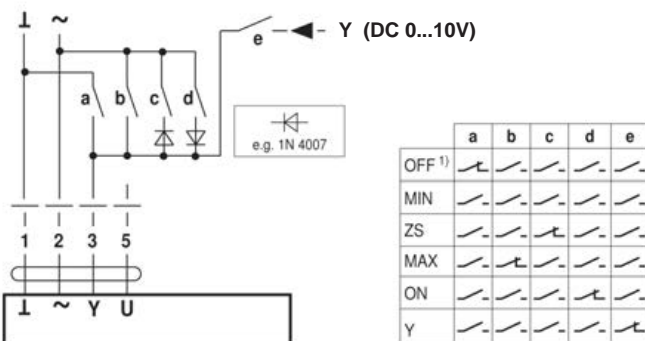 ⊥ ~
e Y (DC 0...10V)
a b c d
e.g. 1N 4007
1 2 3 5
⊥ ~ Y U
a b c d e
OFF 1)
MIN
ZS
MAX
ON
Y